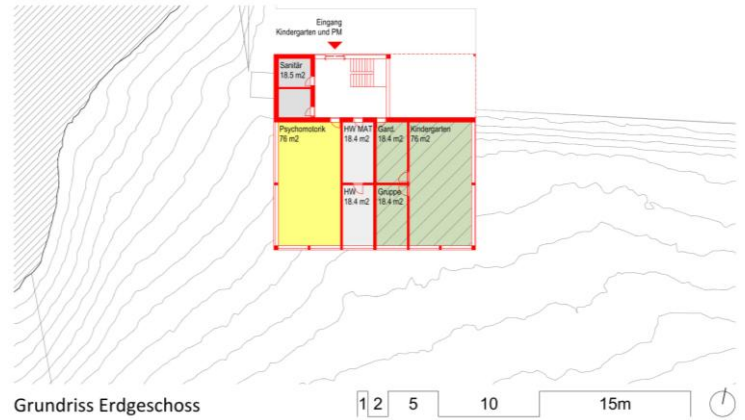 Eingang
Kindergarten und PM
Sanitär
18.5 m2
Psychomotorik
76 m2
HW MAT
18.4 m2
Gard.
18.4 m2
Kindergarten
76 m2
HW
18.4 m2
Gruppe
18.4 m2
Grundriss Erdgeschoss
1 2 5 10 15m